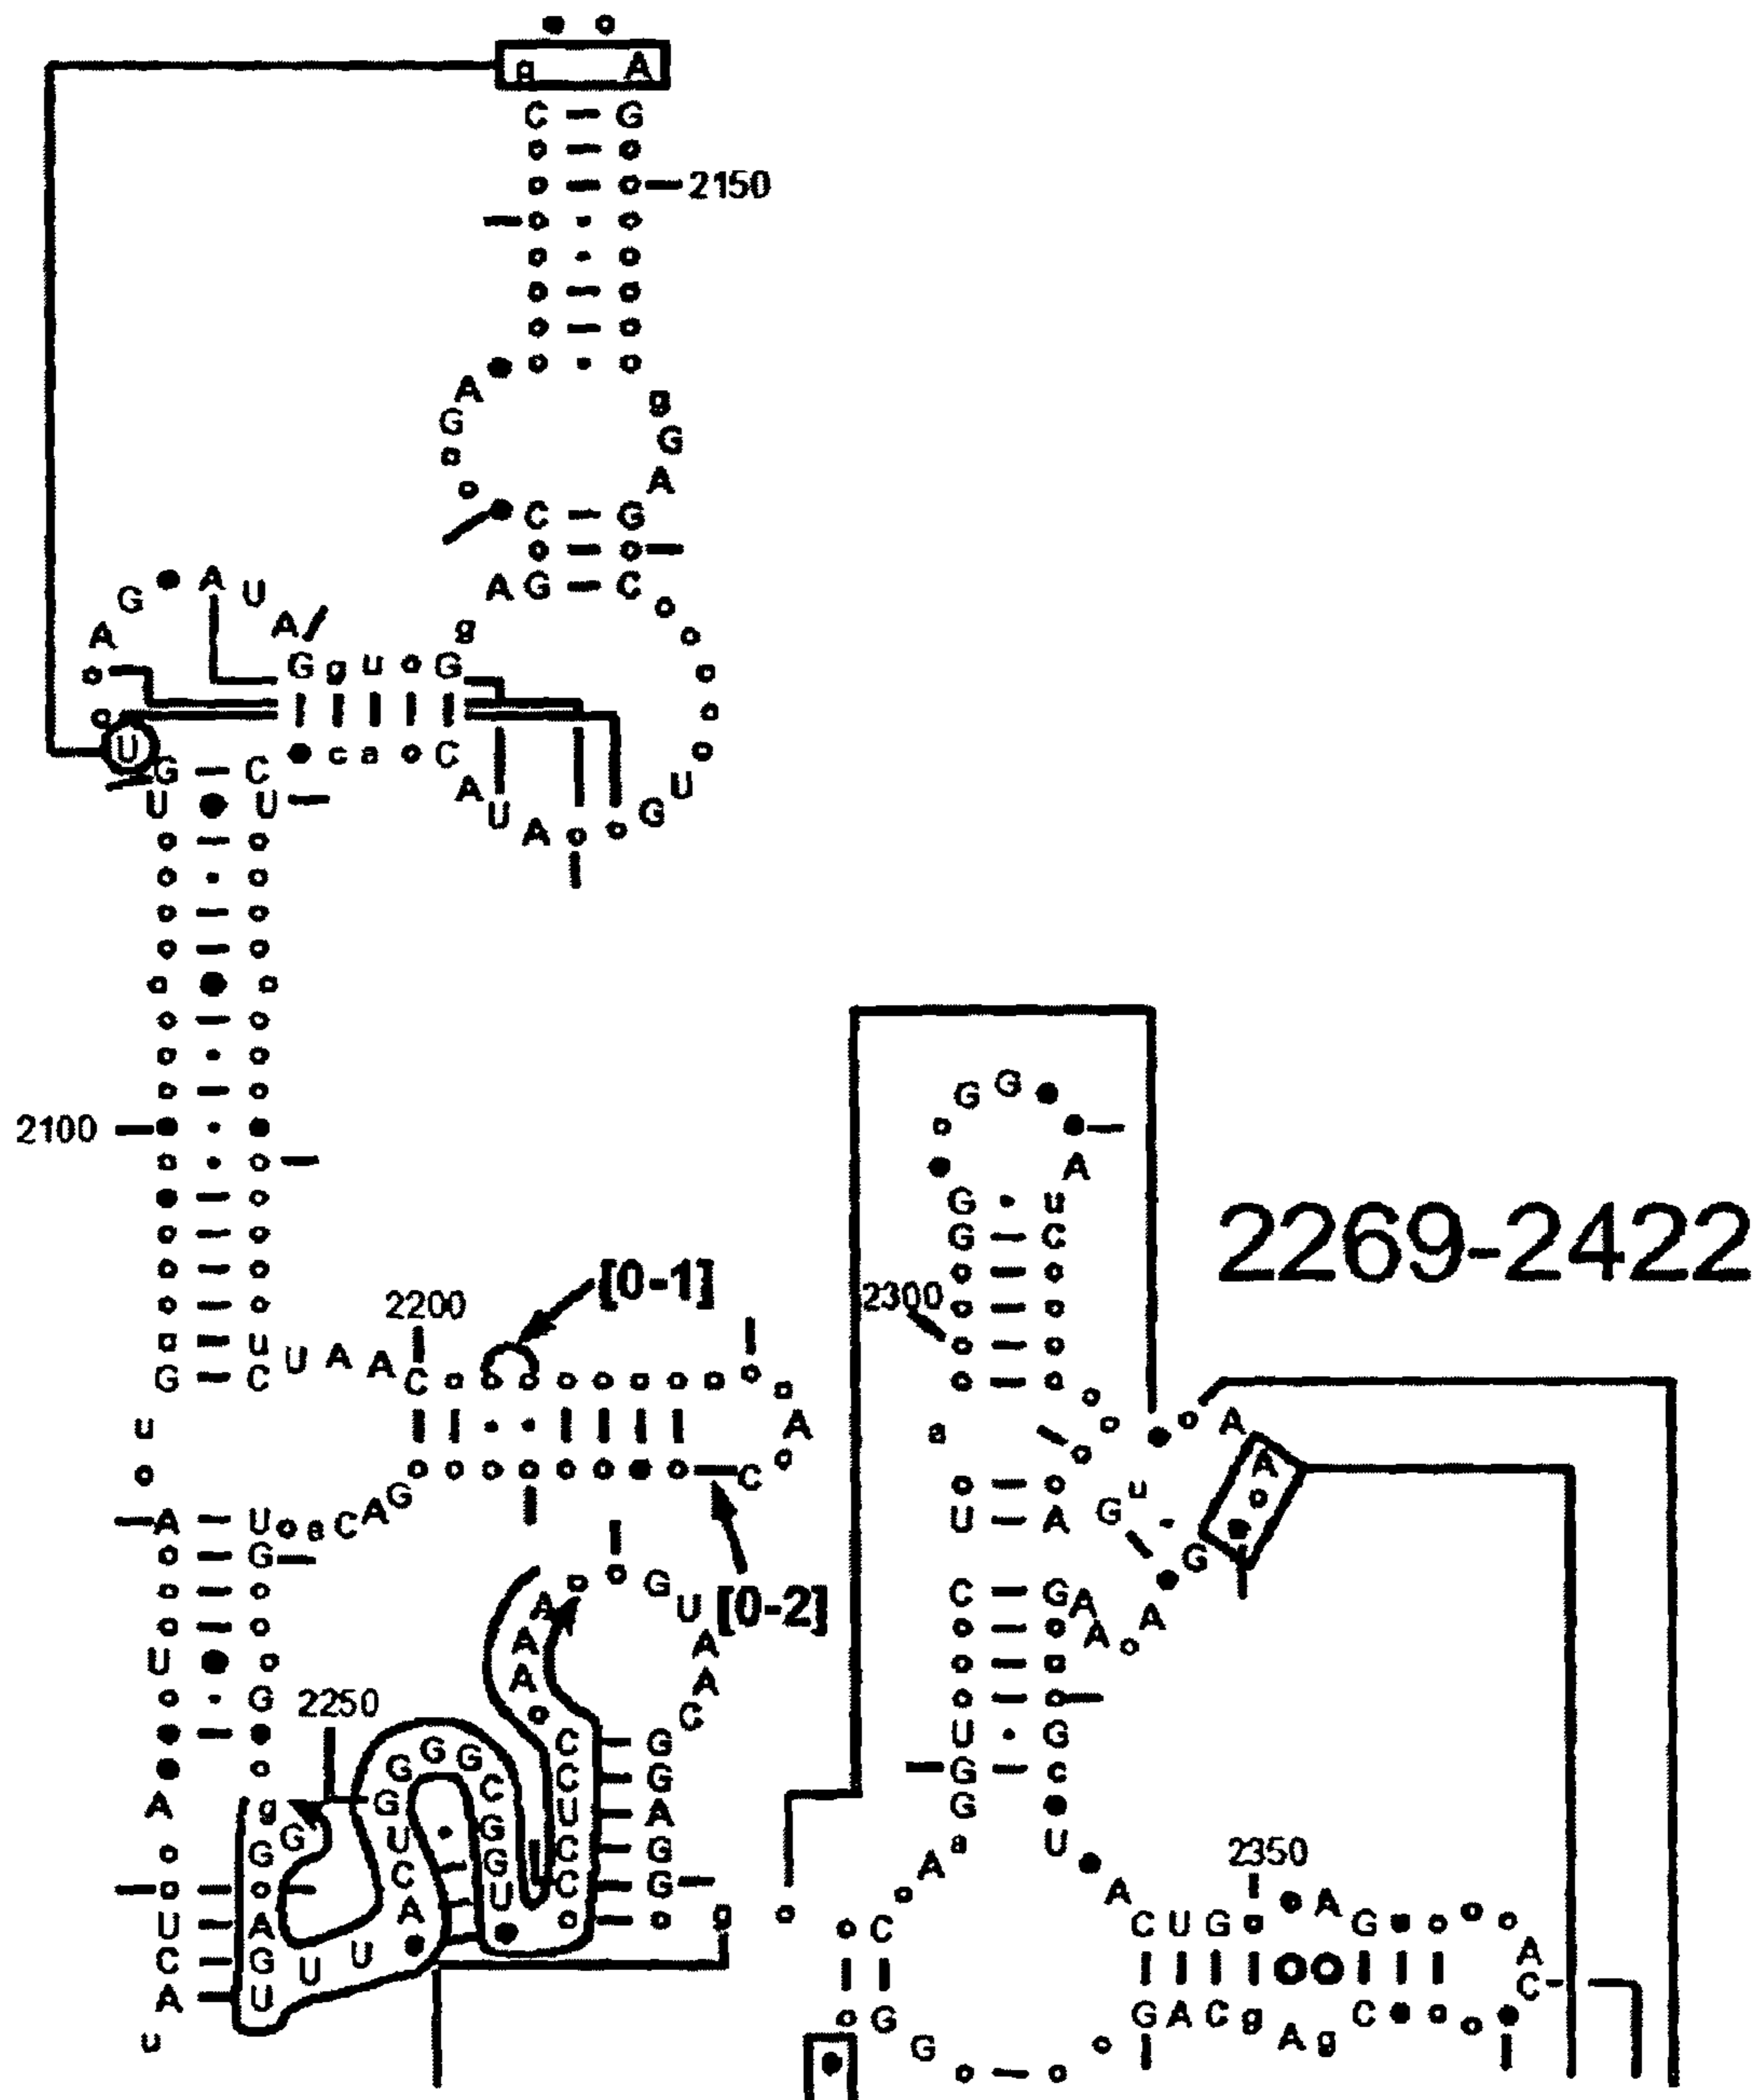 g A
C G
2150
A g
G G
A
C G
A G C
A U
G
A A g
G g u G
c a C
U G C A U
U U U A G
G G
2100
A
G u
2269-2422
G C
[0-1]
2200
2300
u
G C U A A C
u A A
a A
C
G u
A U a C A G U A G
G G
A G U [0-2] C G A A
A A A
U A
G C
2250 C G U G
G G G C G G c
G C
A g G U A G
G U G a U 2350
G C G C G A
A C C G A
U A A U C C U G A G
C G U U A
A U G A C g C C
u G A g
G